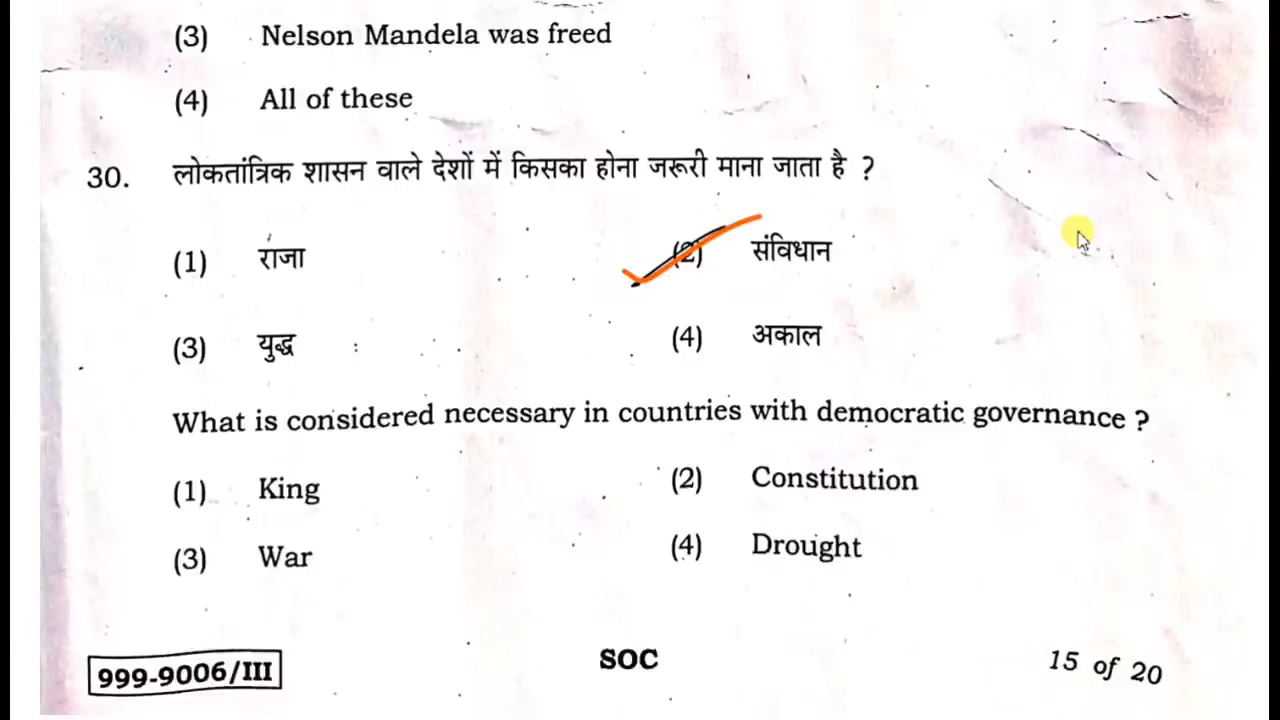 (3) Nelson Mandela was freed
(4) All of these
30. लोकतांत्रिक शासन वाले देशों में किसका होना जरूरी माना जाता है ?
(1) राजा (2) संविधान
(3) युद्ध (4) अकाल
What is considered necessary in countries with democratic governance ?
(1) King (2) Constitution
(3) War (4) Drought
999-9006/III SOC 15 of 20